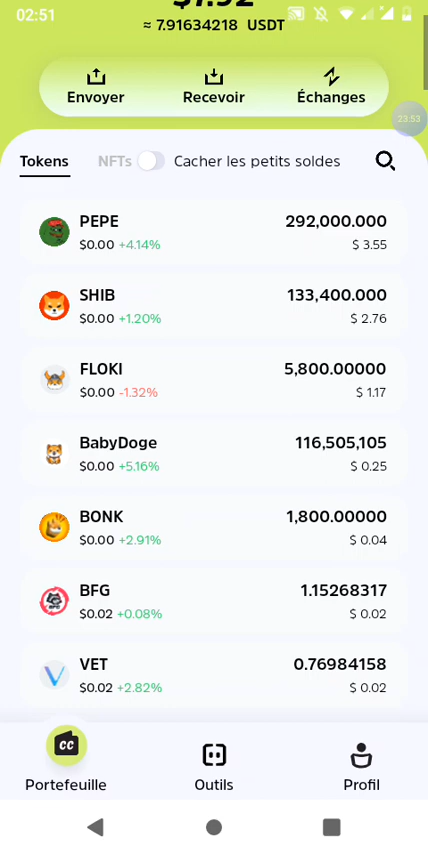 02:51
$7.92
≈ 7.91634218 USDT
Envoyer
Recevoir
Échanges
23:53
Tokens
NFTs
Cacher les petits soldes
PEPE
292,000.000
$0.00 +4.14%
$ 3.55
SHIB
133,400.000
$0.00 +1.20%
$ 2.76
FLOKI
5,800.00000
$0.00 -1.32%
$ 1.17
BabyDoge
116,505,105
$0.00 +5.16%
$ 0.25
BONK
1,800.00000
$0.00 +2.91%
$ 0.04
BFG
1.15268317
$0.02 +0.08%
$ 0.02
VET
0.76984158
$0.02 +2.82%
$ 0.02
cc
Portefeuille
Outils
Profil